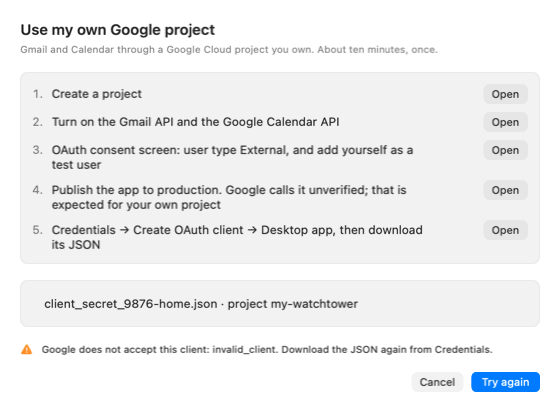 Use my own Google project
Gmail and Calendar through a Google Cloud project you own. About ten minutes, once.
1. Create a project Open
2. Turn on the Gmail API and the Google Calendar API Open
3. OAuth consent screen: user type External, and add yourself as a Open
test user
4. Publish the app to production. Google calls it unverified; that is Open
expected for your own project
5. Credentials → Create OAuth client → Desktop app, then download Open
its JSON
client_secret_9876-home.json · project my-watchtower
Google does not accept this client: invalid_client. Download the JSON again from Credentials.
Cancel Try again